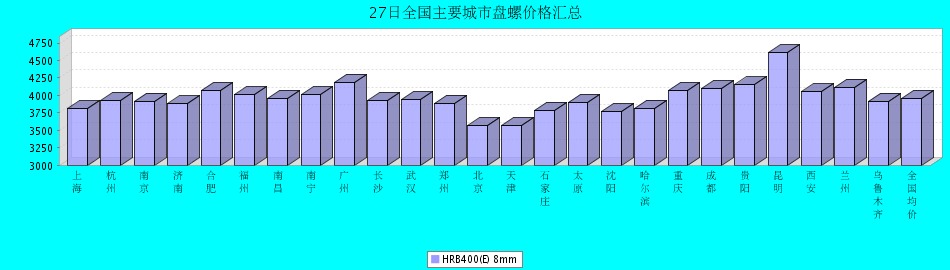 27日全国主要城市盘螺价格汇总
4750
4500
4250
4000
3750
3500
3250
3000
上海
杭州
南京
济南
合肥
福州
南昌
南宁
广州
长沙
武汉
郑州
北京
天津
石家庄
太原
沈阳
哈尔滨
重庆
成都
贵阳
昆明
西安
兰州
乌鲁木齐
全国均价
HRB400(E) 8mm